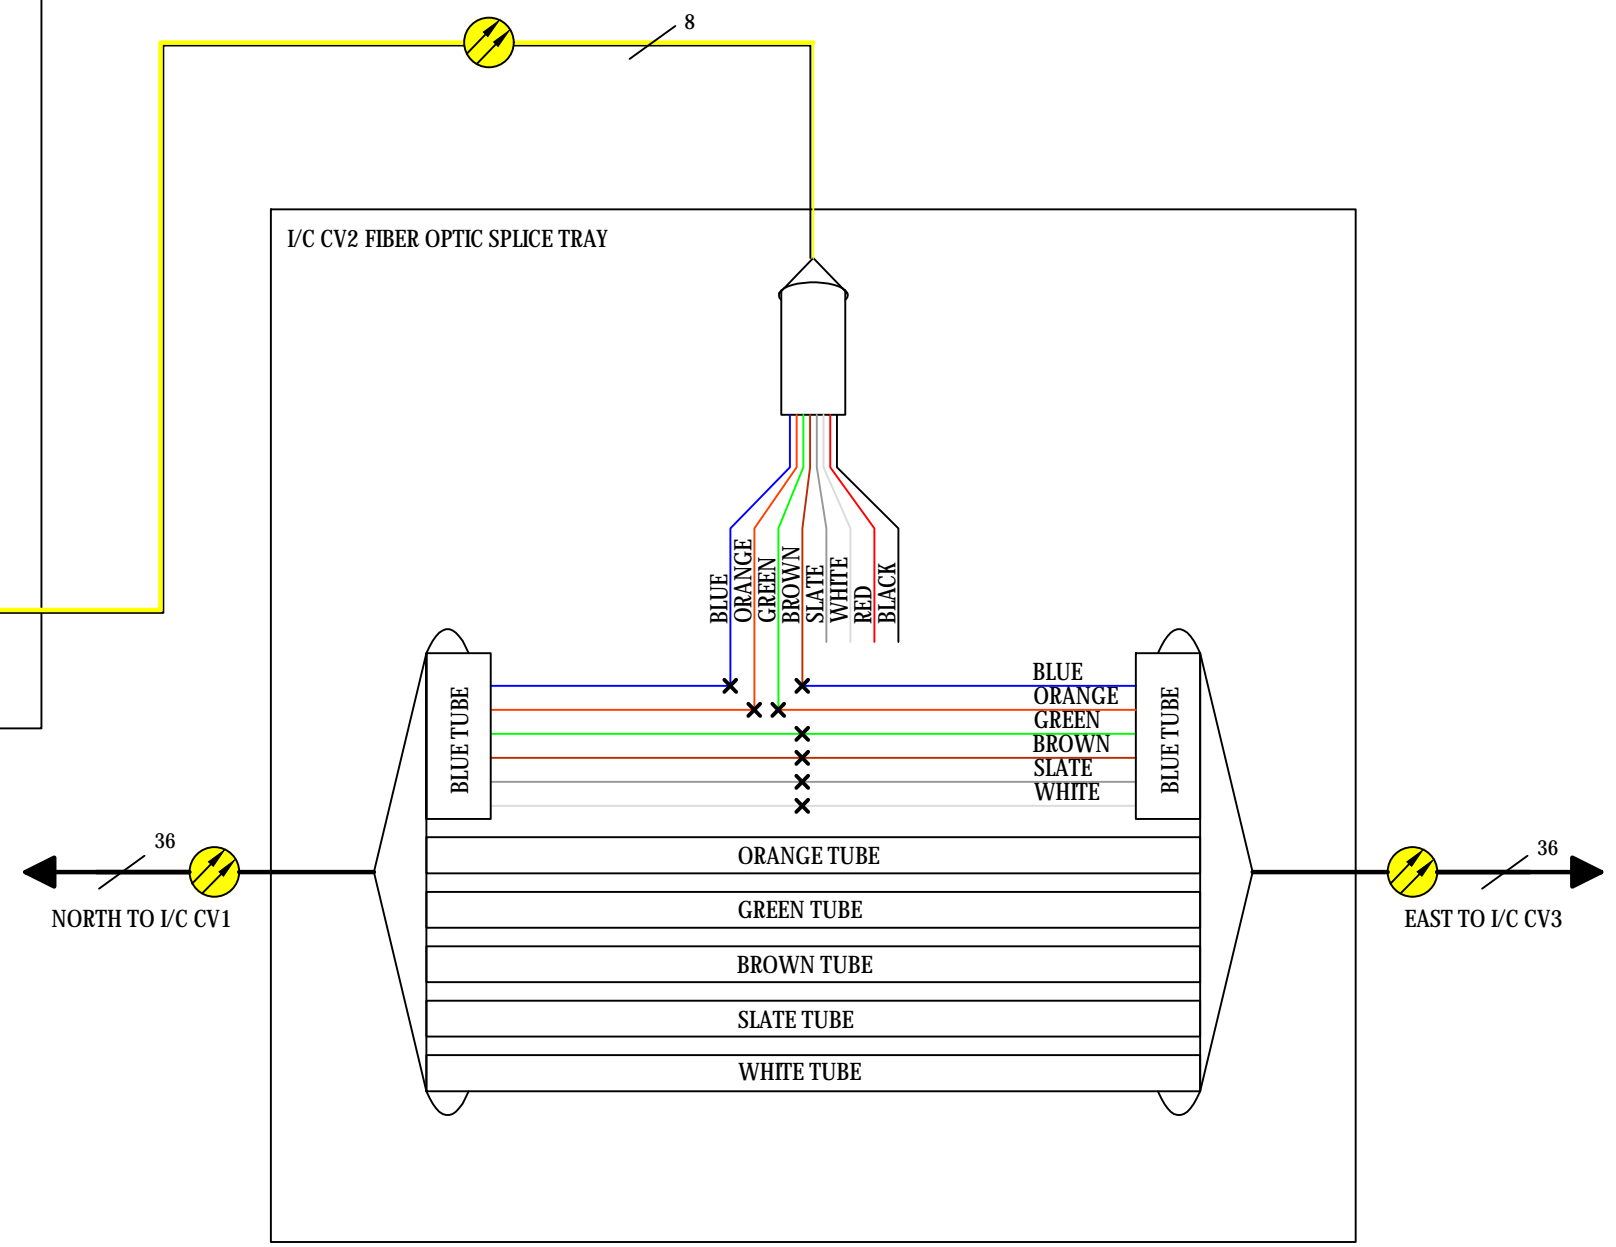 8
I/C CV2 FIBER OPTIC SPLICE TRAY
BLUE
ORANGE
GREEN
BROWN
SLATE
WHITE
RED
BLACK
BLUE TUBE
BLUE
ORANGE
GREEN
BROWN
SLATE
WHITE
BLUE TUBE
36
ORANGE TUBE
36
GREEN TUBE
NORTH TO I/C CV1
EAST TO I/C CV3
BROWN TUBE
SLATE TUBE
WHITE TUBE